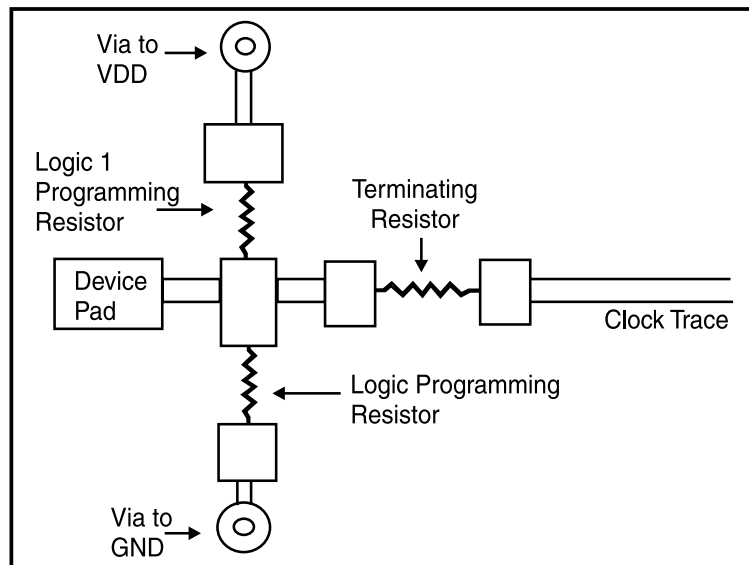 Via to
VDD
Logic 1
Programming
Resistor
Terminating
Resistor
Device
Pad
Clock Trace
Logic Programming
Resistor
Via to
GND